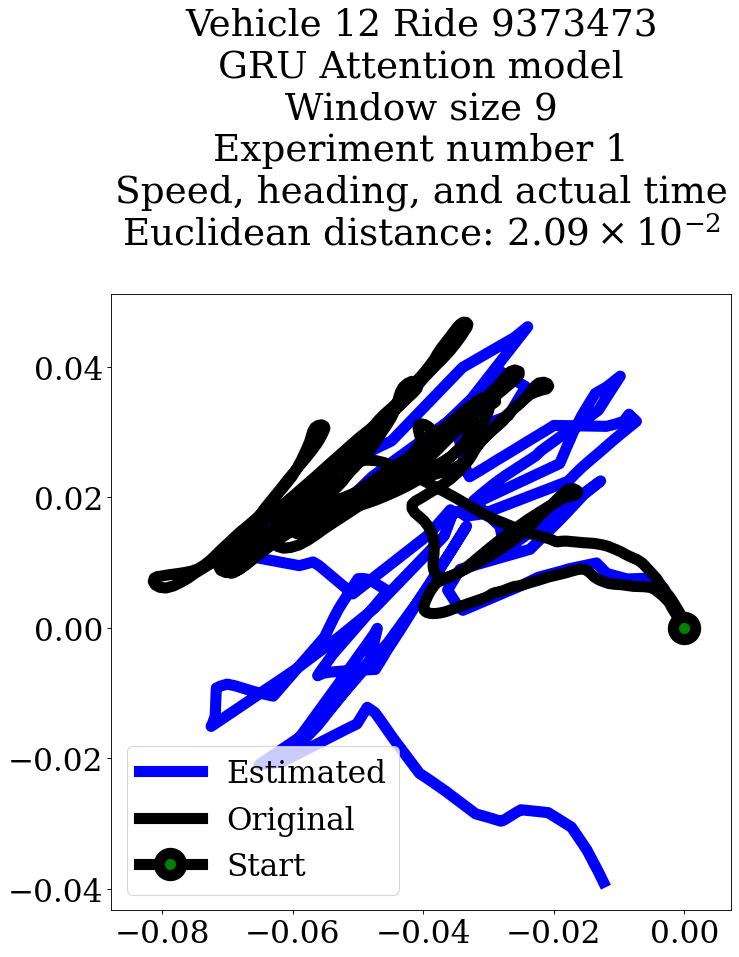 Vehicle 12 Ride 9373473
GRU Attention model
Window size 9
Experiment number 1
Speed, heading, and actual time
Euclidean distance: 2.09 × 10⁻²
0.04
0.02
0.00
−0.02
−0.04
Estimated
Original
Start
−0.08 −0.06 −0.04 −0.02 0.00